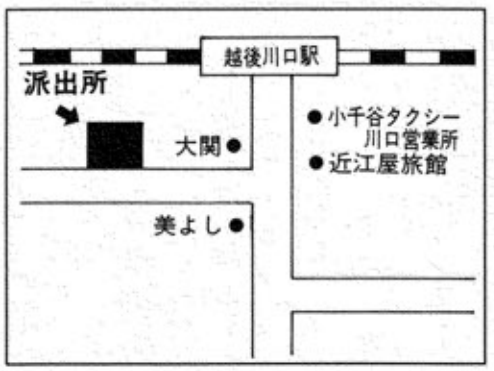 越後川口駅
派出所
大関
小千谷タクシー
川口営業所
近江屋旅館
美よし